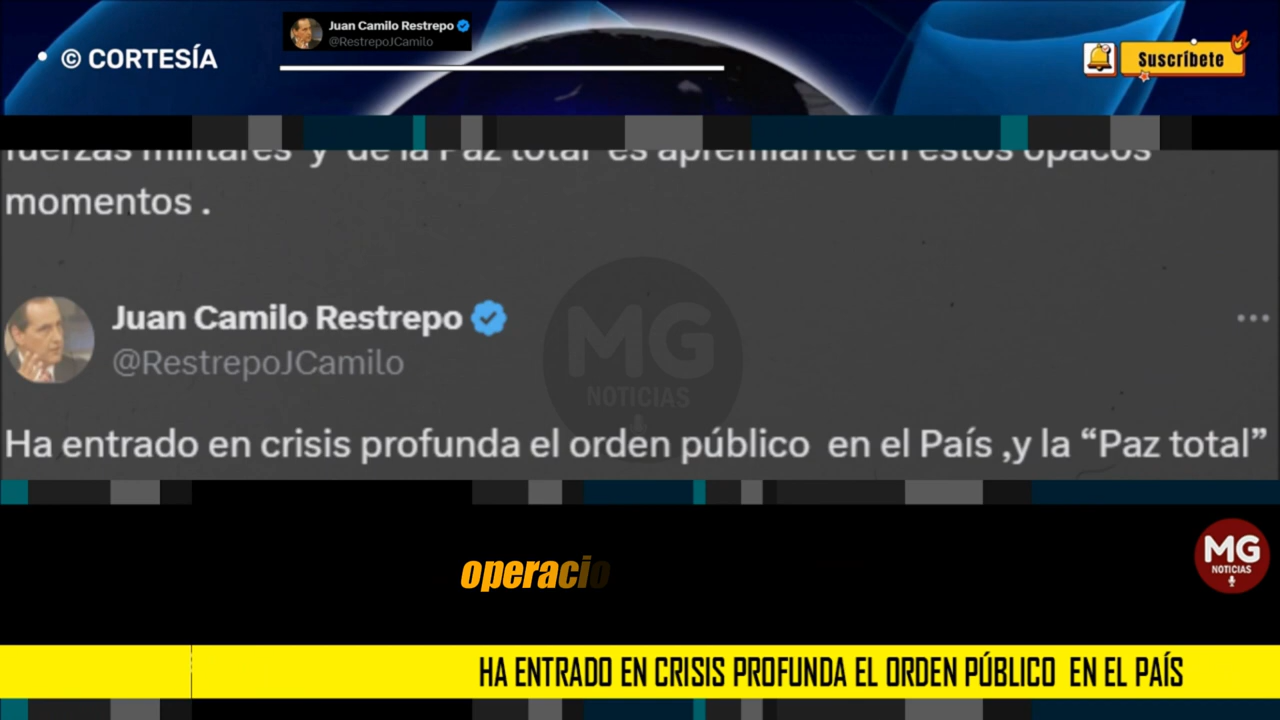 • © CORTESÍA
Juan Camilo Restrepo
@RestrepoJCamilo
Suscríbete
fuerzas militares y de la Paz total es apremiante en estos opacos
momentos .
Juan Camilo Restrepo
@RestrepoJCamilo
MG
NOTICIAS
Ha entrado en crisis profunda el orden público en el País ,y la “Paz total”
operacio
MG
NOTICIAS
HA ENTRADO EN CRISIS PROFUNDA EL ORDEN PÚBLICO EN EL PAÍS